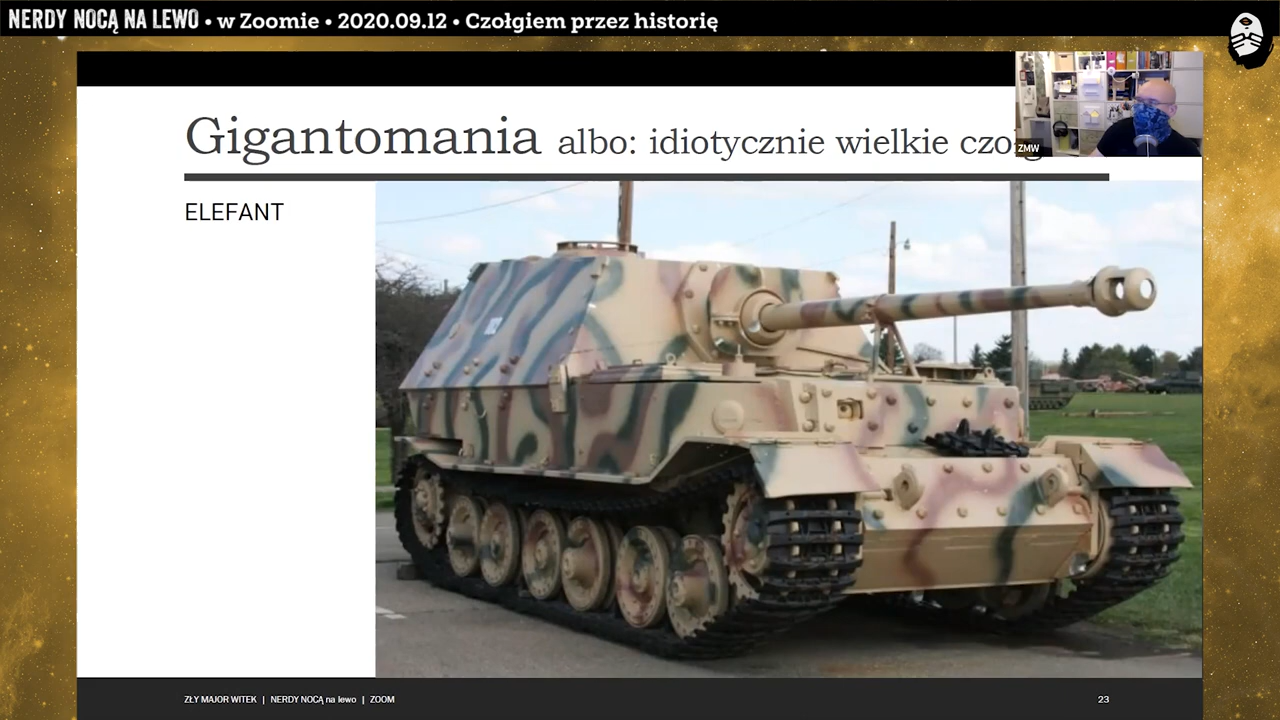 NERDY NOCĄ NA LEWO • w Zoomie • 2020.09.12 • Czołgiem przez historię
Gigantomania albo: idiotycznie wielkie
ZMW
ELEFANT
ZŁY MAJOR WITEK | NERDY NOCĄ na lewo | ZOOM
23